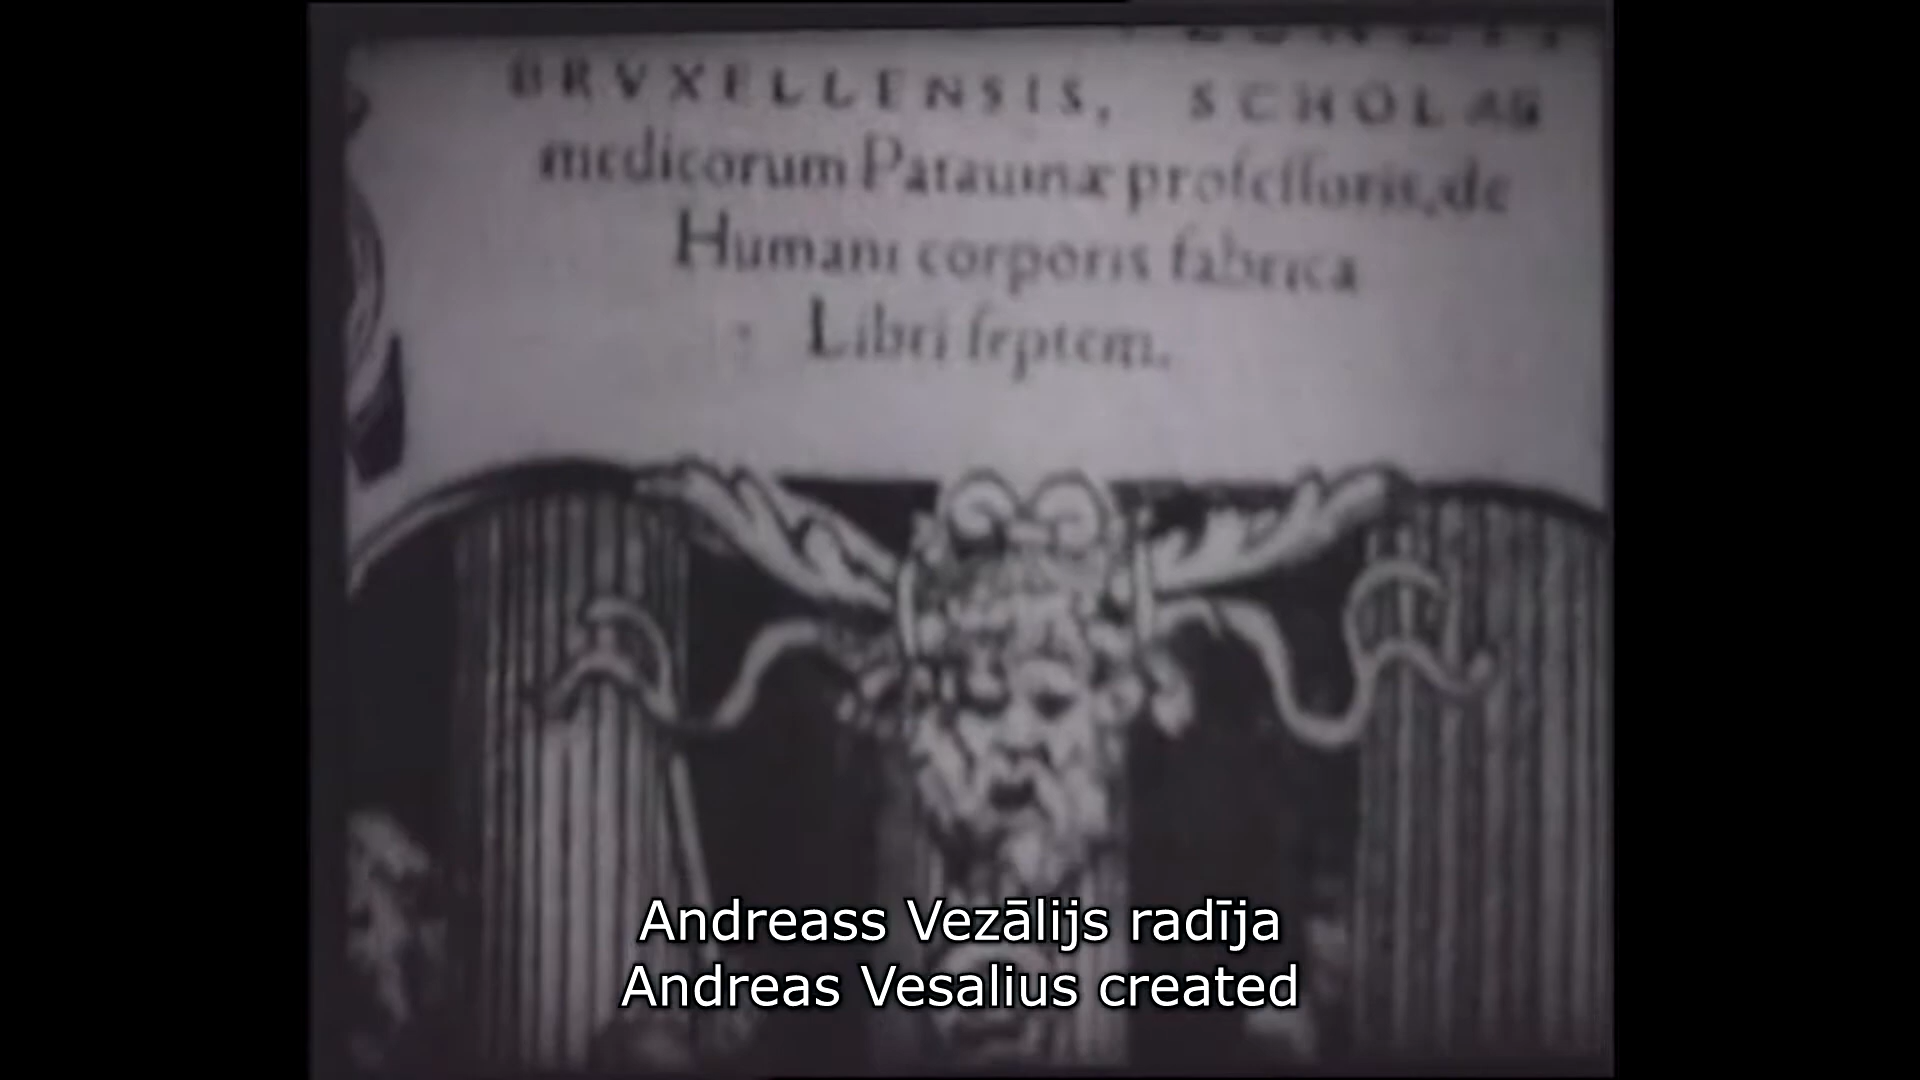 BRVXELLENSIS, SCHOLAE
medicorum Patauinæ profeſſoris, de
Humani corporis fabrica
Libri ſeptem.
Andreass Vezālijs radīja
Andreas Vesalius created